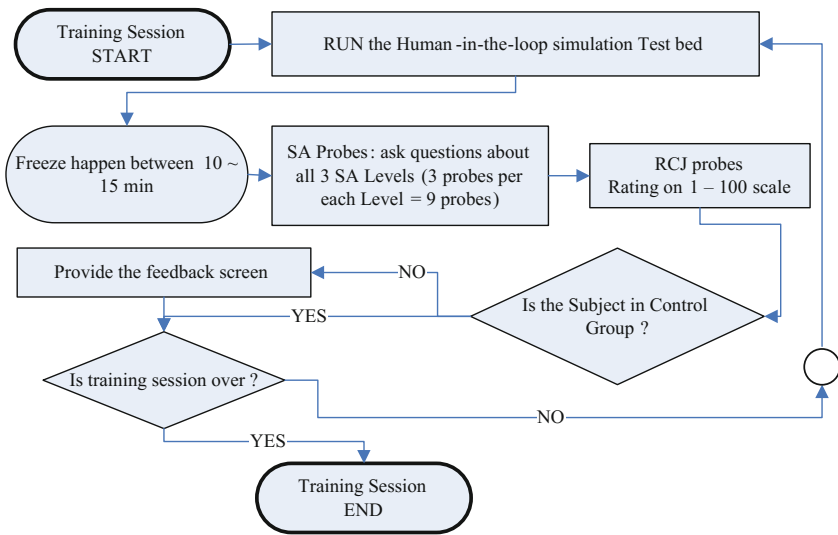 Training Session
START
RUN the Human -in-the-loop simulation Test bed
Freeze happen between 10 ~
15 min
SA Probes : ask questions about
all 3 SA Levels (3 probes per
each Level = 9 probes)
RCJ probes
Rating on 1 – 100 scale
Provide the feedback screen
NO
Is the Subject in Control
Group ?
YES
Is training session over ?
NO
YES
Training Session
END